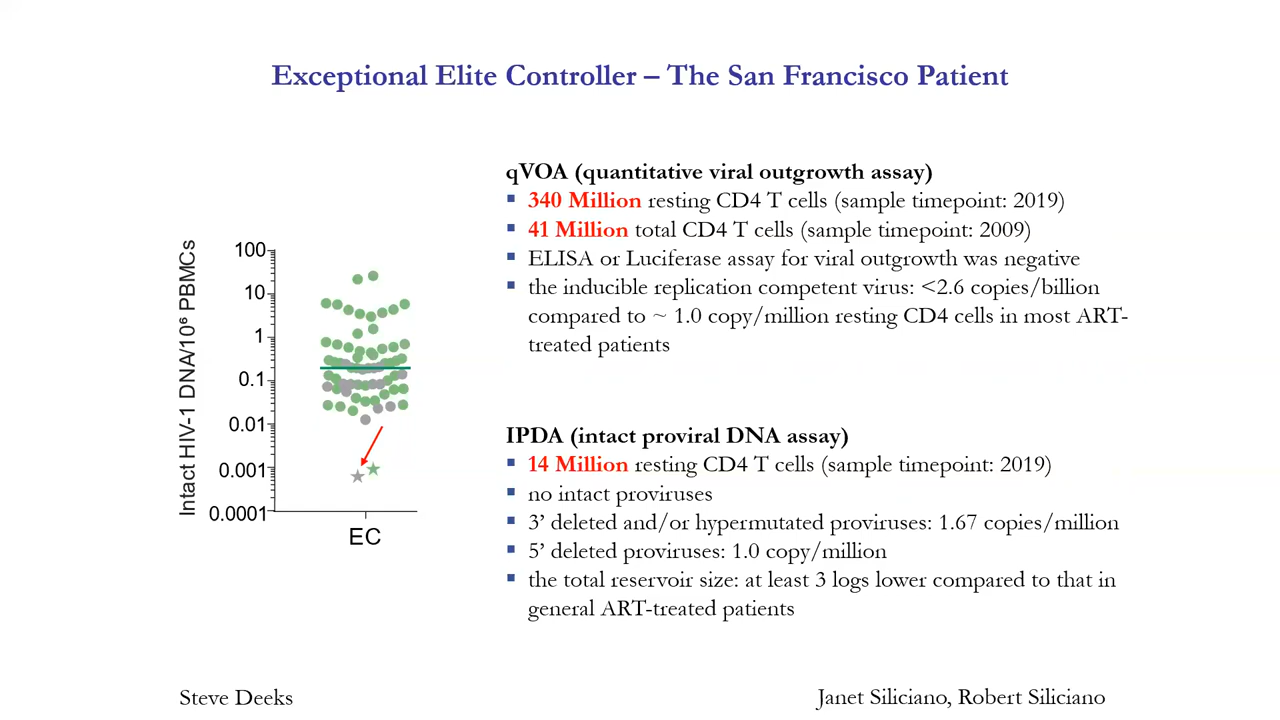 Exceptional Elite Controller – The San Francisco Patient
Intact HIV-1 DNA/10⁶ PBMCs
100
10
1
0.1
0.01
0.001
0.0001
EC
qVOA (quantitative viral outgrowth assay)
▪ 340 Million resting CD4 T cells (sample timepoint: 2019)
▪ 41 Million total CD4 T cells (sample timepoint: 2009)
▪ ELISA or Luciferase assay for viral outgrowth was negative
▪ the inducible replication competent virus: <2.6 copies/billion
compared to ~ 1.0 copy/million resting CD4 cells in most ART-
treated patients
IPDA (intact proviral DNA assay)
▪ 14 Million resting CD4 T cells (sample timepoint: 2019)
▪ no intact proviruses
▪ 3’ deleted and/or hypermutated proviruses: 1.67 copies/million
▪ 5’ deleted proviruses: 1.0 copy/million
▪ the total reservoir size: at least 3 logs lower compared to that in
general ART-treated patients
Steve Deeks
Janet Siliciano, Robert Siliciano